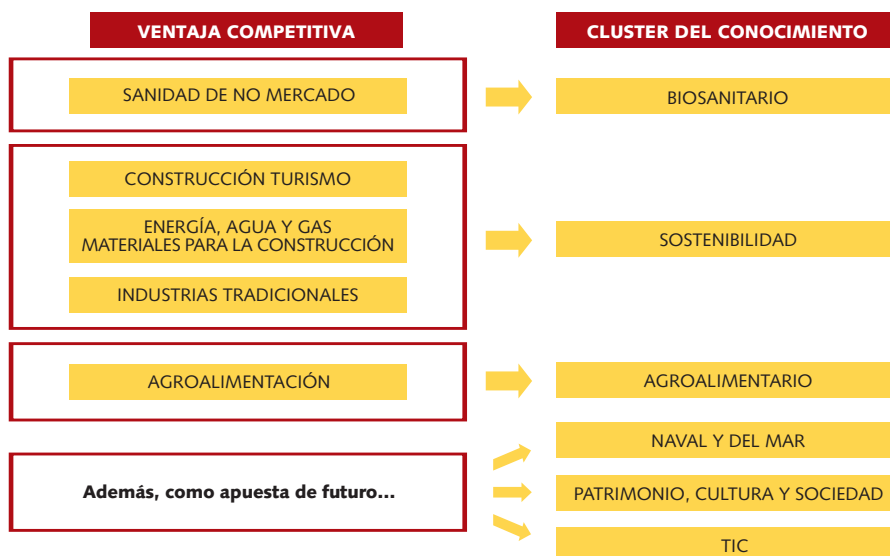 VENTAJA COMPETITIVA
CLUSTER DEL CONOCIMIENTO
SANIDAD DE NO MERCADO
BIOSANITARIO
CONSTRUCCIÓN TURISMO
ENERGÍA, AGUA Y GAS
MATERIALES PARA LA CONSTRUCCIÓN
INDUSTRIAS TRADICIONALES
SOSTENIBILIDAD
AGROALIMENTACIÓN
AGROALIMENTARIO
Además, como apuesta de futuro...
NAVAL Y DEL MAR
PATRIMONIO, CULTURA Y SOCIEDAD
TIC